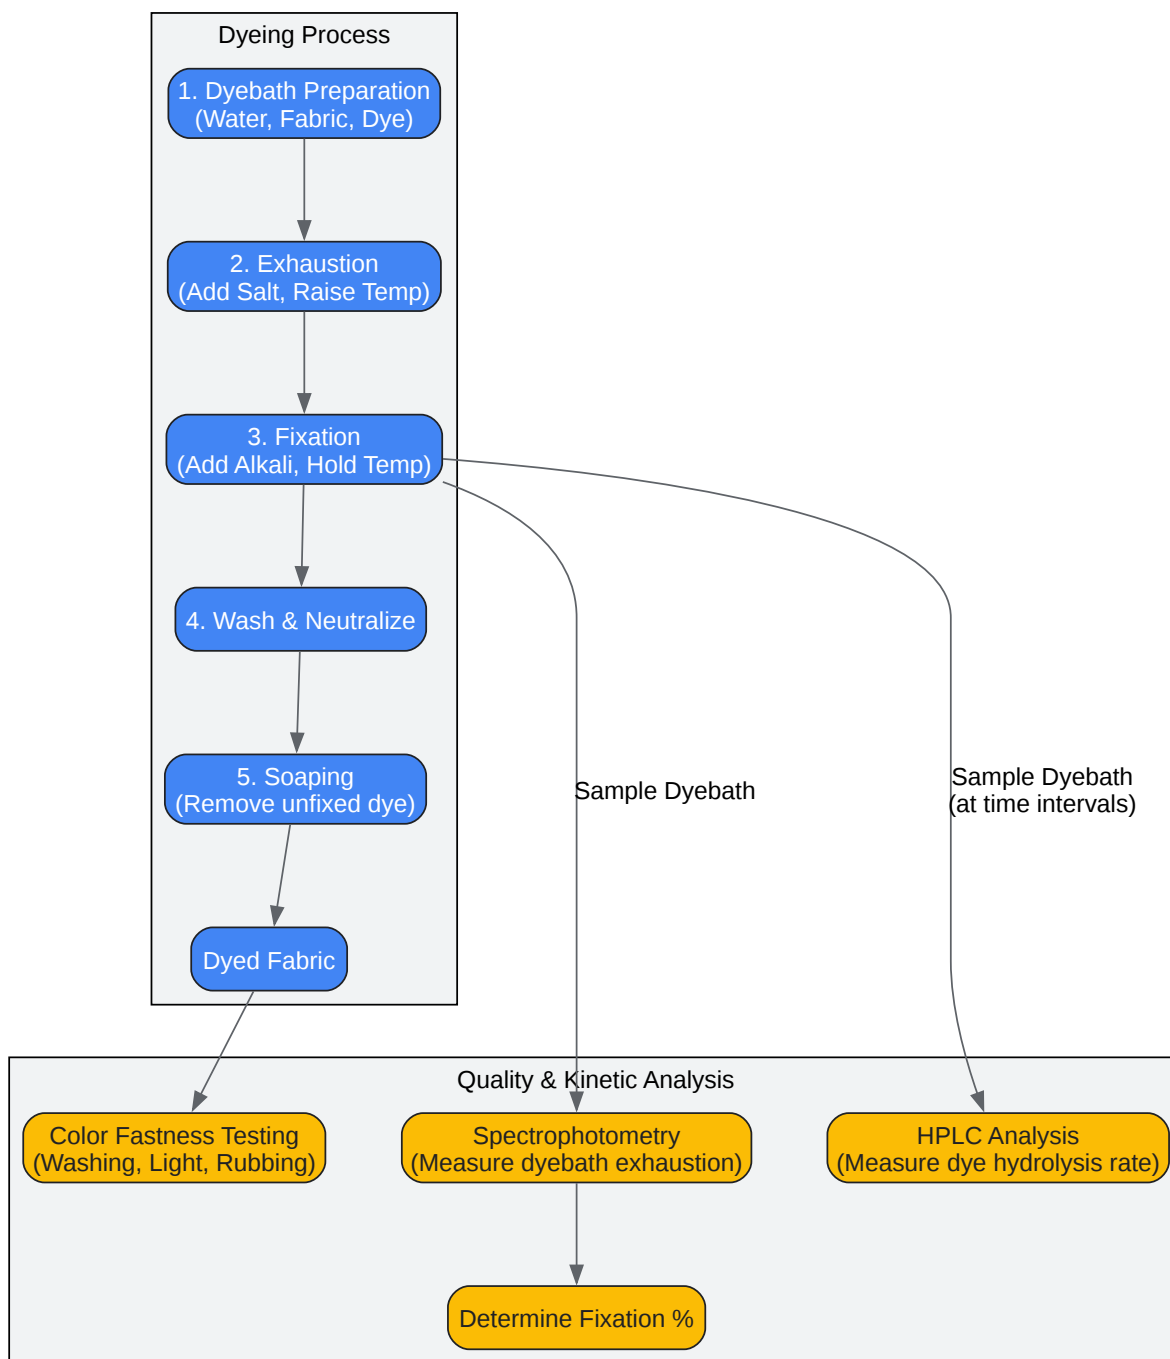 Dyeing Process
1. Dyebath Preparation
(Water, Fabric, Dye)
2. Exhaustion
(Add Salt, Raise Temp)
3. Fixation
(Add Alkali, Hold Temp)
4. Wash & Neutralize
5. Soaping
(Remove unfixed dye)
Sample Dyebath
Sample Dyebath
(at time intervals)
Dyed Fabric
Quality & Kinetic Analysis
Color Fastness Testing
(Washing, Light, Rubbing)
Spectrophotometry
(Measure dyebath exhaustion)
HPLC Analysis
(Measure dye hydrolysis rate)
Determine Fixation %